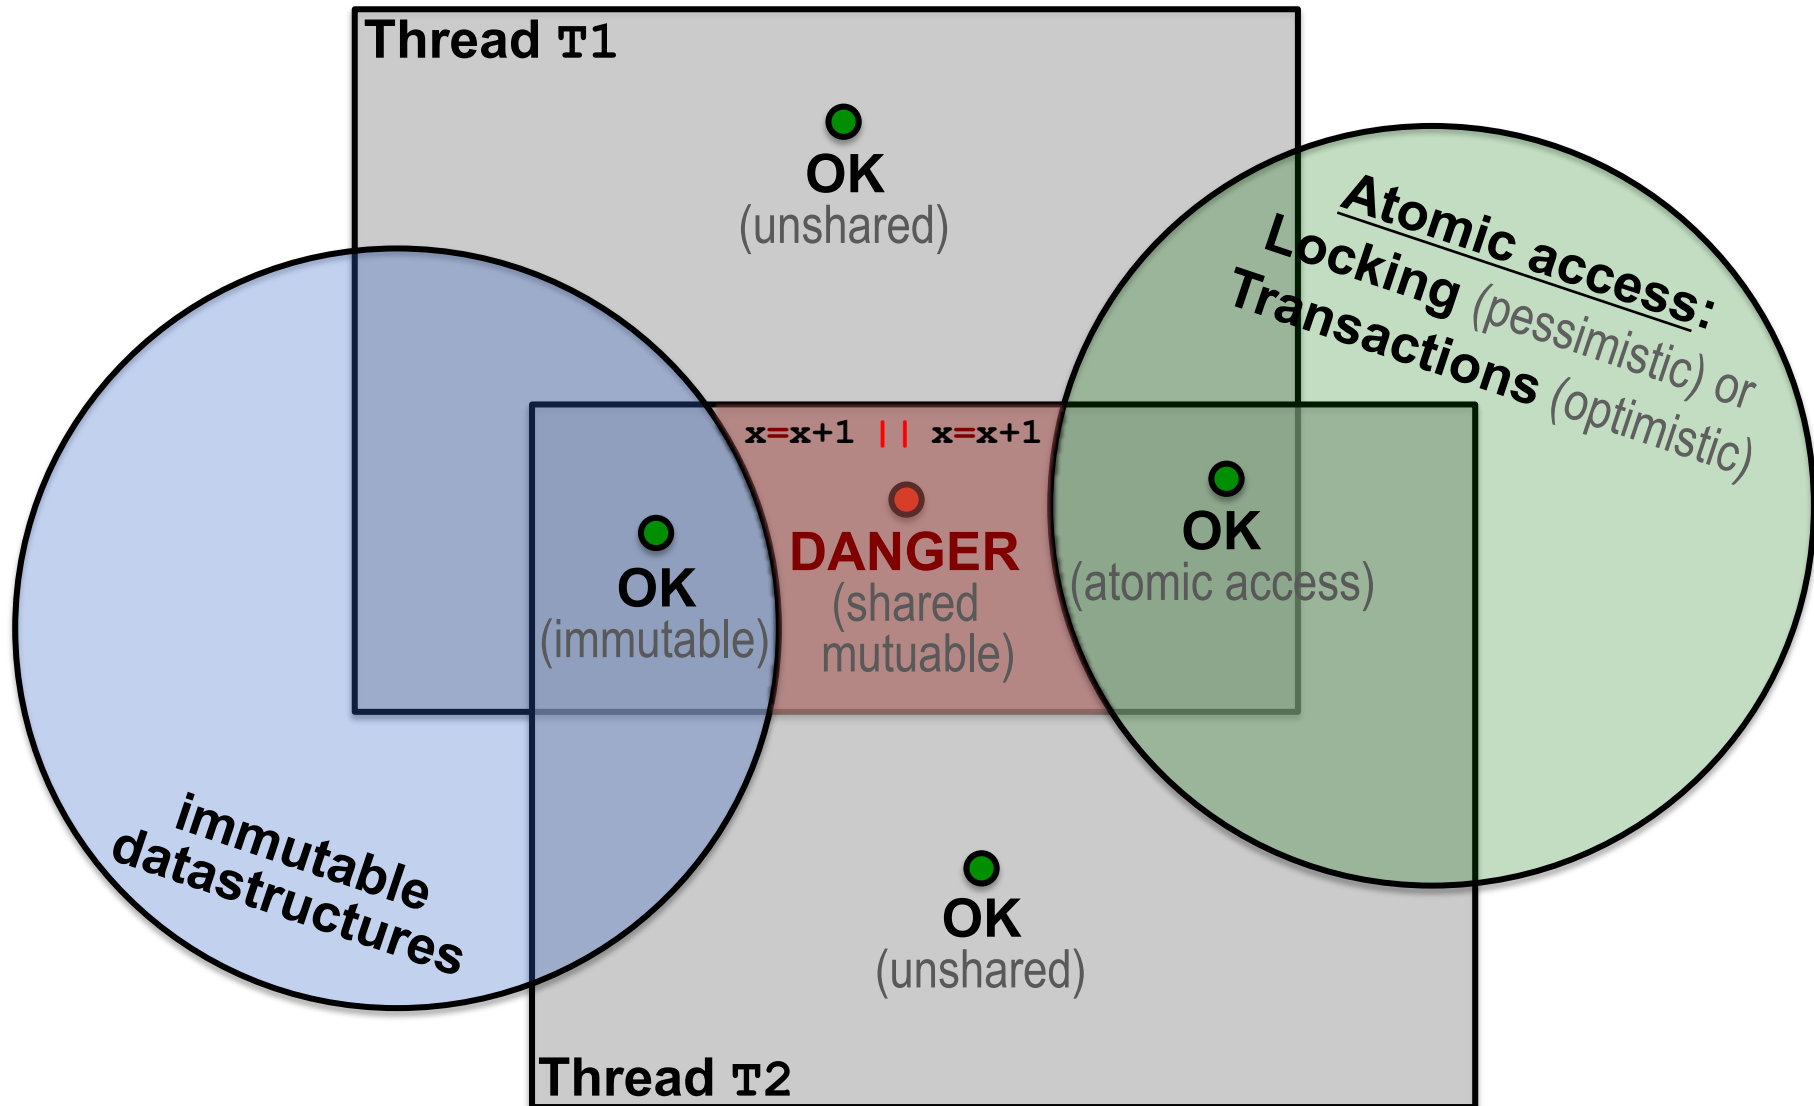 Thread T1
OK
(unshared)
Atomic access:
Locking (pessimistic) or
Transactions (optimistic)
x=x+1 || x=x+1
OK
(immutable)
DANGER
(shared
mutuable)
OK
(atomic access)
immutable
datastructures
OK
(unshared)
Thread T2